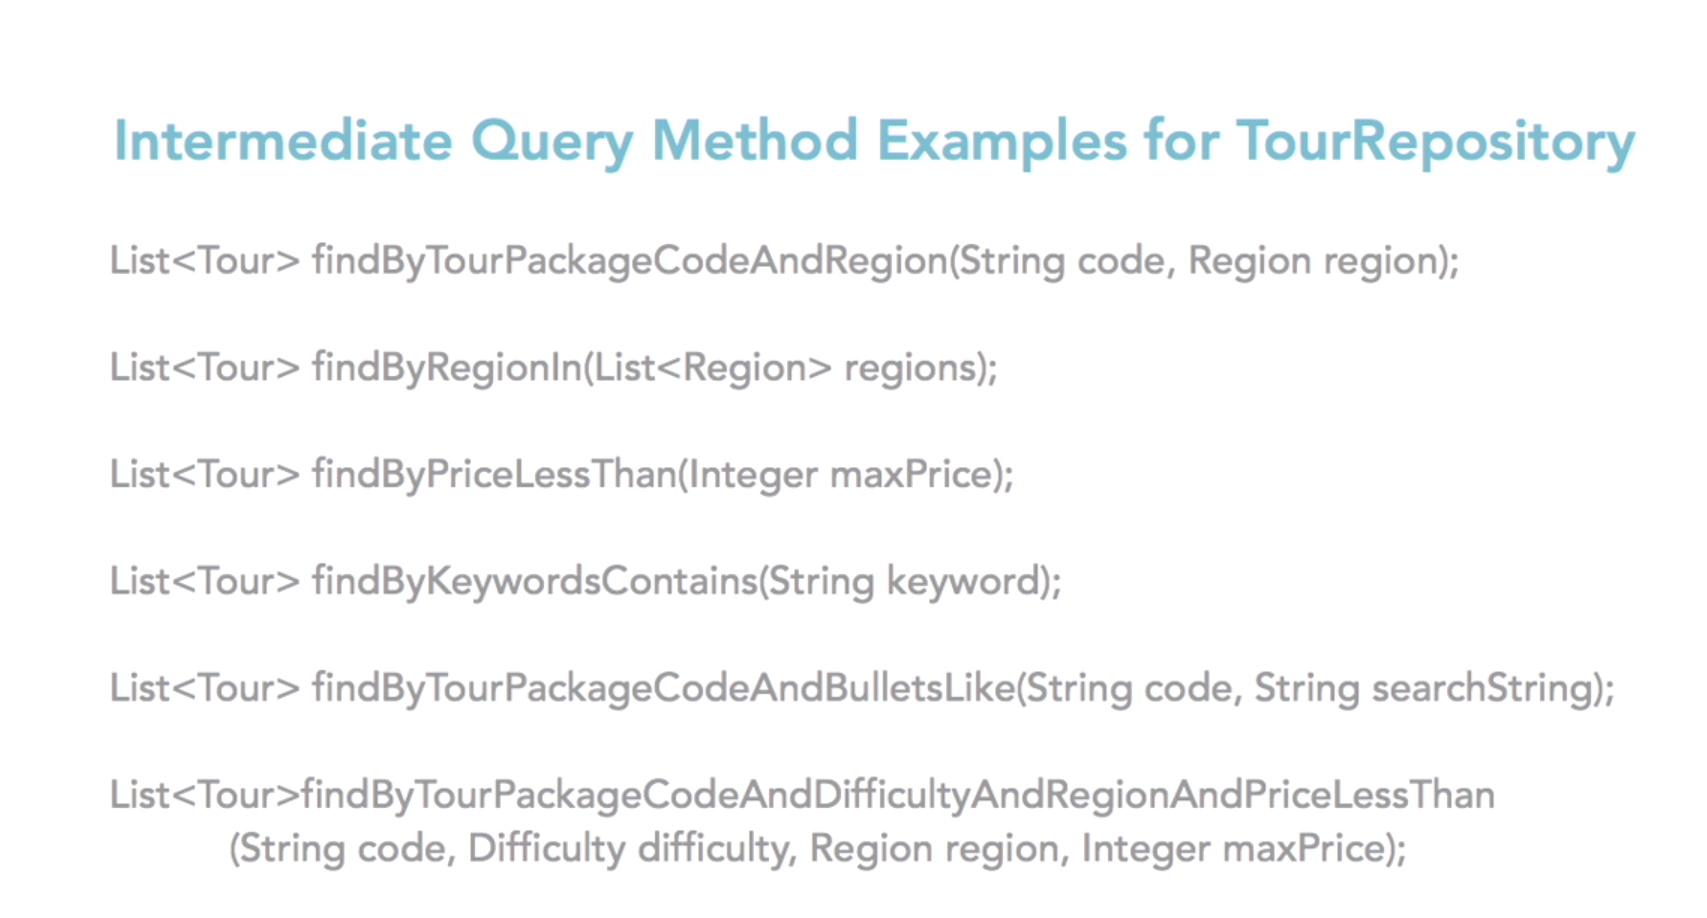 Intermediate Query Method Examples for TourRepository
List<Tour> findByTourPackageCodeAndRegion(String code, Region region);
List<Tour> findByRegionIn(List<Region> regions);
List<Tour> findByPriceLessThan(Integer maxPrice);
List<Tour> findByKeywordsContains(String keyword);
List<Tour> findByTourPackageCodeAndBulletsLike(String code, String searchString);
List<Tour>findByTourPackageCodeAndDifficultyAndRegionAndPriceLessThan
(String code, Difficulty difficulty, Region region, Integer maxPrice);